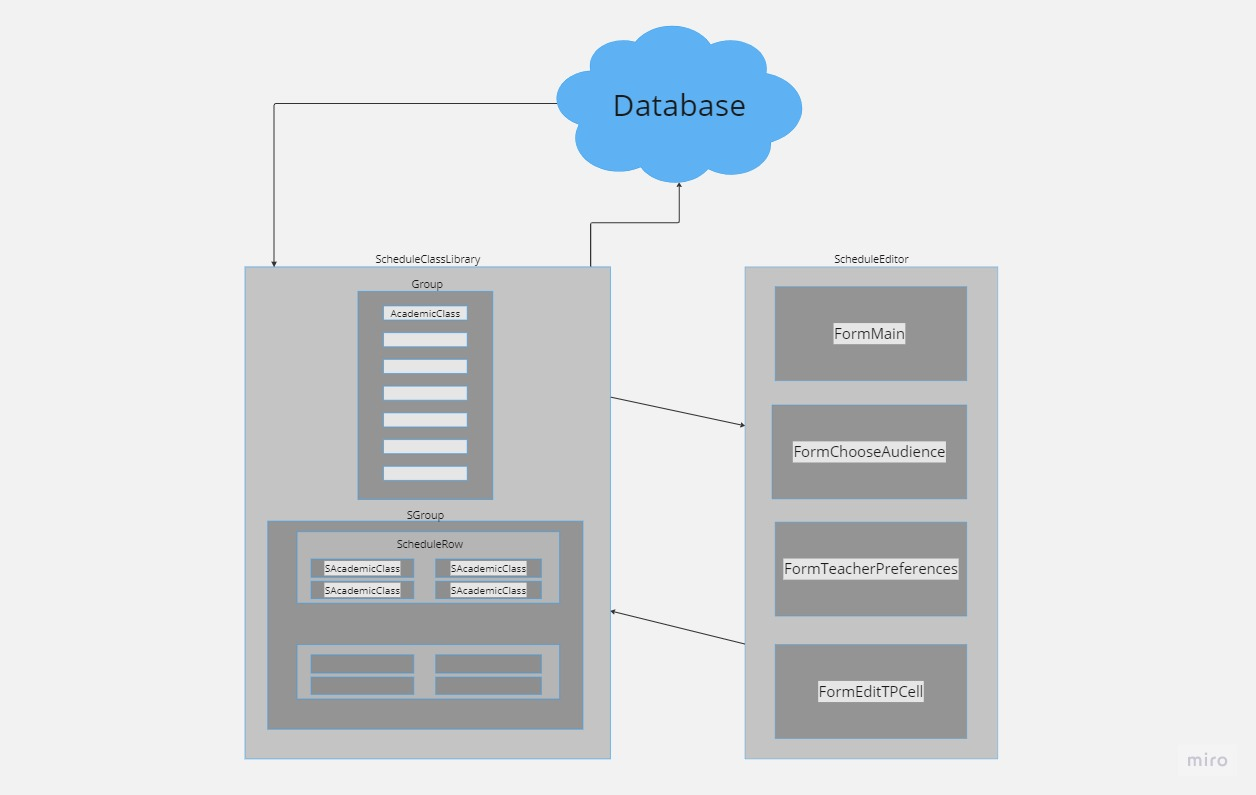 Database
ScheduleClassLibrary
Group
AcademicClass
SGroup
ScheduleRow
SAcademicClass
SAcademicClass
SAcademicClass
SAcademicClass
ScheduleEditor
FormMain
FormChooseAudience
FormTeacherPreferences
FormEditTPCell
miro